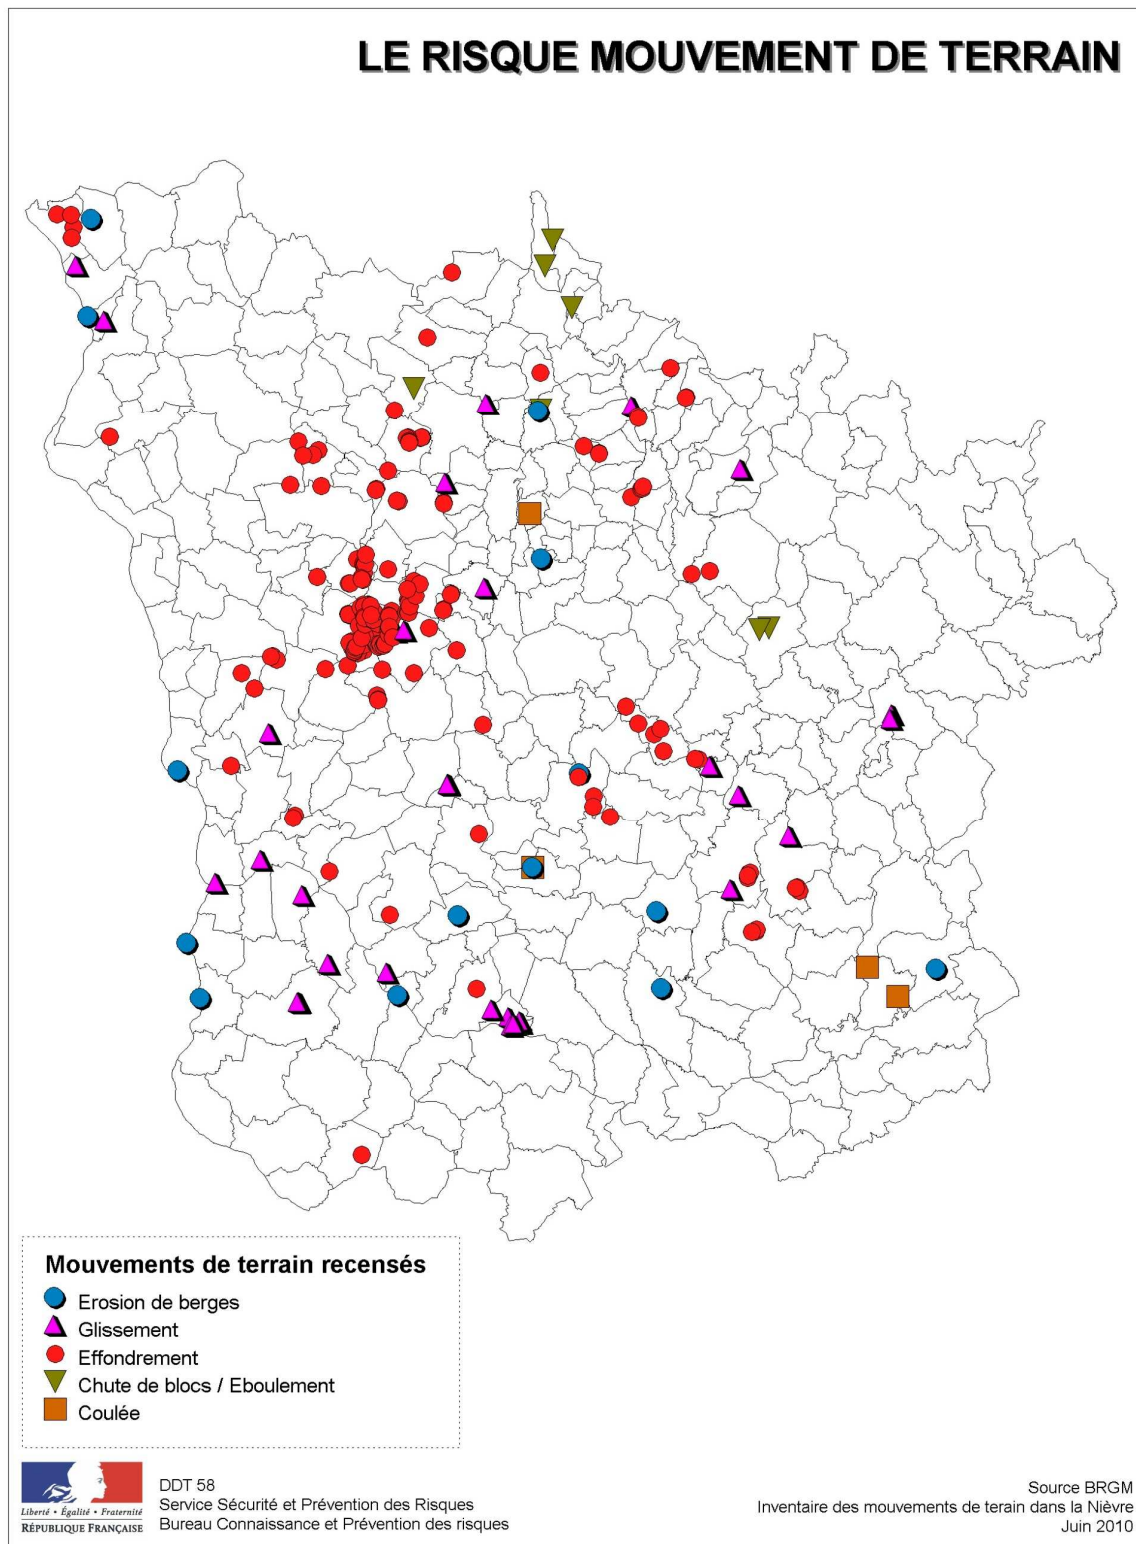 LE RISQUE MOUVEMENT DE TERRAIN
Mouvements de terrain recensés
Erosion de berges
Glissement
Effondrement
Chute de blocs / Eboulement
Coulée
Liberté • Égalité • Fraternité
RÉPUBLIQUE FRANÇAISE
DDT 58
Service Sécurité et Prévention des Risques
Bureau Connaissance et Prévention des risques
Source BRGM
Inventaire des mouvements de terain dans la Nièvre
Juin 2010